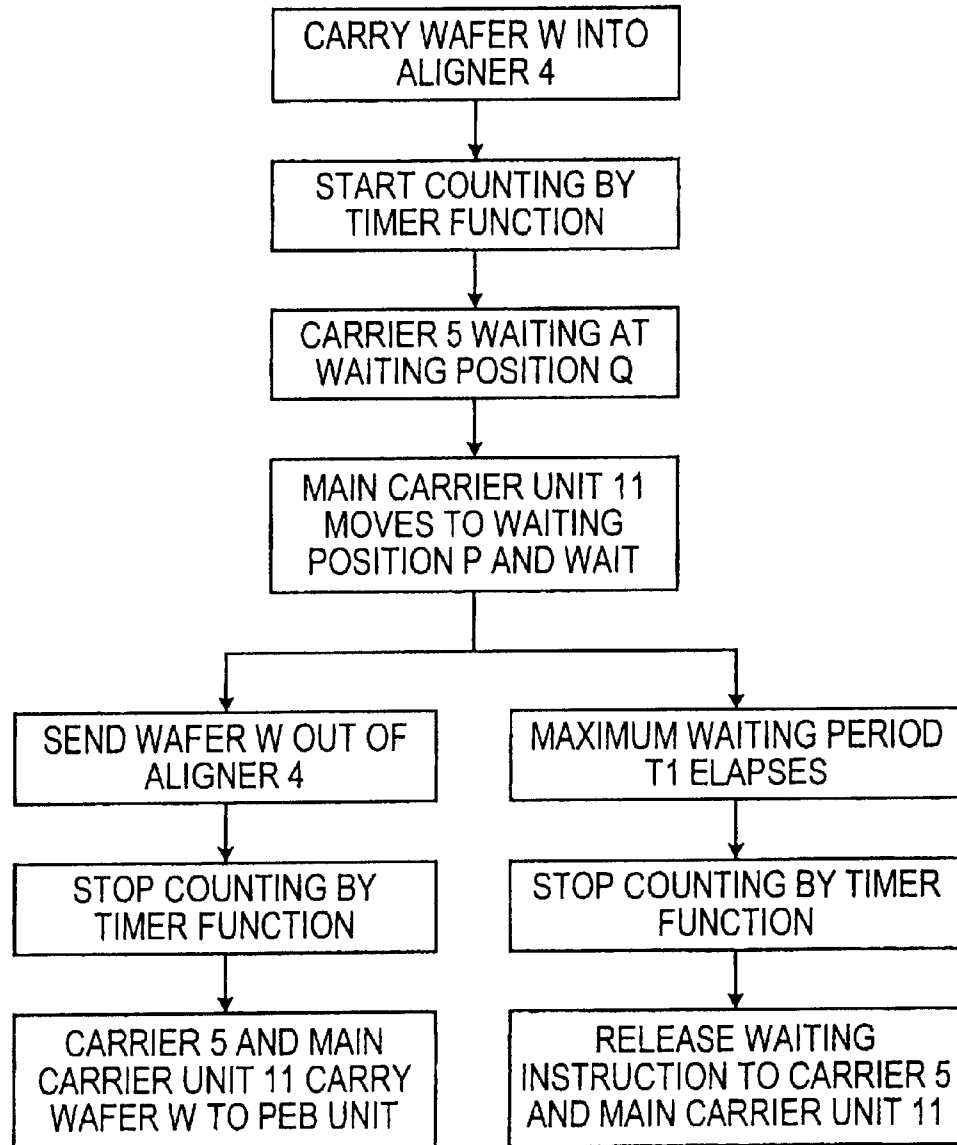 CARRY WAFER W INTO
ALIGNER 4
START COUNTING BY
TIMER FUNCTION
CARRIER 5 WAITING AT
WAITING POSITION Q
MAIN CARRIER UNIT 11
MOVES TO WAITING
POSITION P AND WAIT
SEND WAFER W OUT OF
ALIGNER 4
STOP COUNTING BY
TIMER FUNCTION
CARRIER 5 AND MAIN
CARRIER UNIT 11 CARRY
WAFER W TO PEB UNIT
MAXIMUM WAITING PERIOD
T1 ELAPSES
STOP COUNTING BY TIMER
FUNCTION
RELEASE WAITING
INSTRUCTION TO CARRIER 5
AND MAIN CARRIER UNIT 11